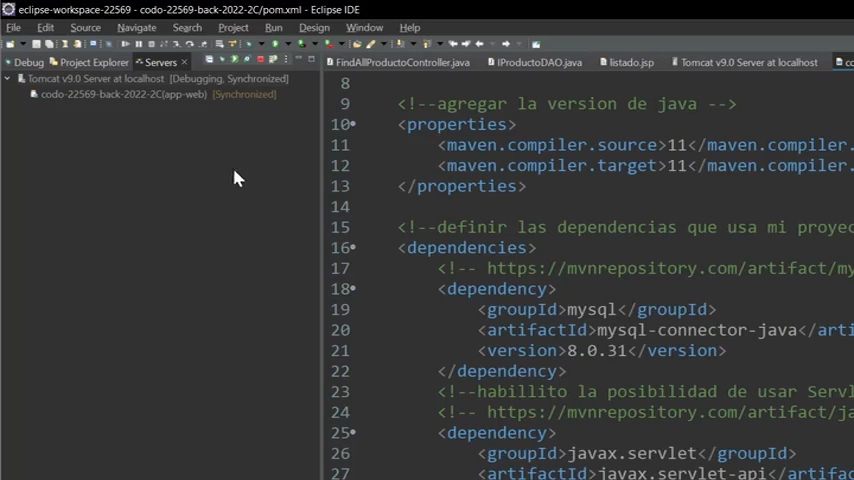 eclipse-workspace-22569 - codo-22569-back-2022-2C/pom.xml - Eclipse IDE
File Edit Source Navigate Search Project Run Design Window Help
Debug Project Explorer Servers
FindAllProductoController.java IProductoDAO.java listado.jsp Tomcat v9.0 Server at localhost co
Tomcat v9.0 Server at localhost [Debugging, Synchronized]
codo-22569-back-2022-2C(app-web) [Synchronized]
8
9 <!--agregar la version de java -->
10 <properties>
11 <maven.compiler.source>11</maven.compiler.
12 <maven.compiler.target>11</maven.compiler.
13 </properties>
14
15 <!--definir las dependencias que usa mi proyec
16 <dependencies>
17 <!-- https://mvnrepository.com/artifact/my
18 <dependency>
19 <groupId>mysql</groupId>
20 <artifactId>mysql-connector-java</arti
21 <version>8.0.31</version>
22 </dependency>
23 <!--habillito la posibilidad de usar Servl
24 <!-- https://mvnrepository.com/artifact/ja
25 <dependency>
26 <groupId>javax.servlet</groupId>
27 <artifactId>javax.servlet-api</artifac